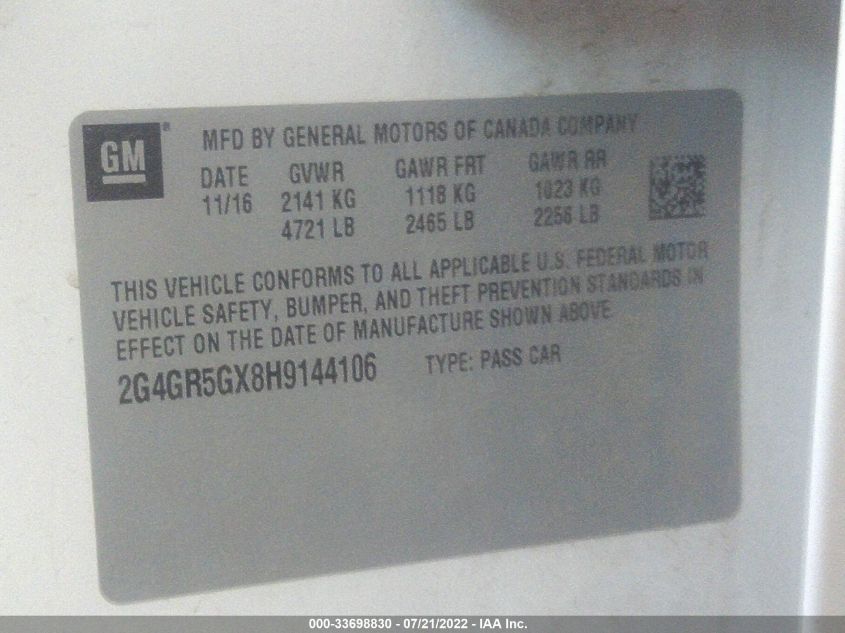 GM®
MFD BY GENERAL MOTORS OF CANADA COMPANY
DATE GVWR GAWR FRT GAWR RR
11/16 2141 KG 1118 KG 1023 KG
4721 LB 2465 LB 2256 LB
THIS VEHICLE CONFORMS TO ALL APPLICABLE U.S. FEDERAL MOTOR
VEHICLE SAFETY, BUMPER, AND THEFT PREVENTION STANDARDS IN
EFFECT ON THE DATE OF MANUFACTURE SHOWN ABOVE
2G4GR5GX8H9144106 TYPE: PASS CAR
000-33698830 - 07/21/2022 - IAA Inc.